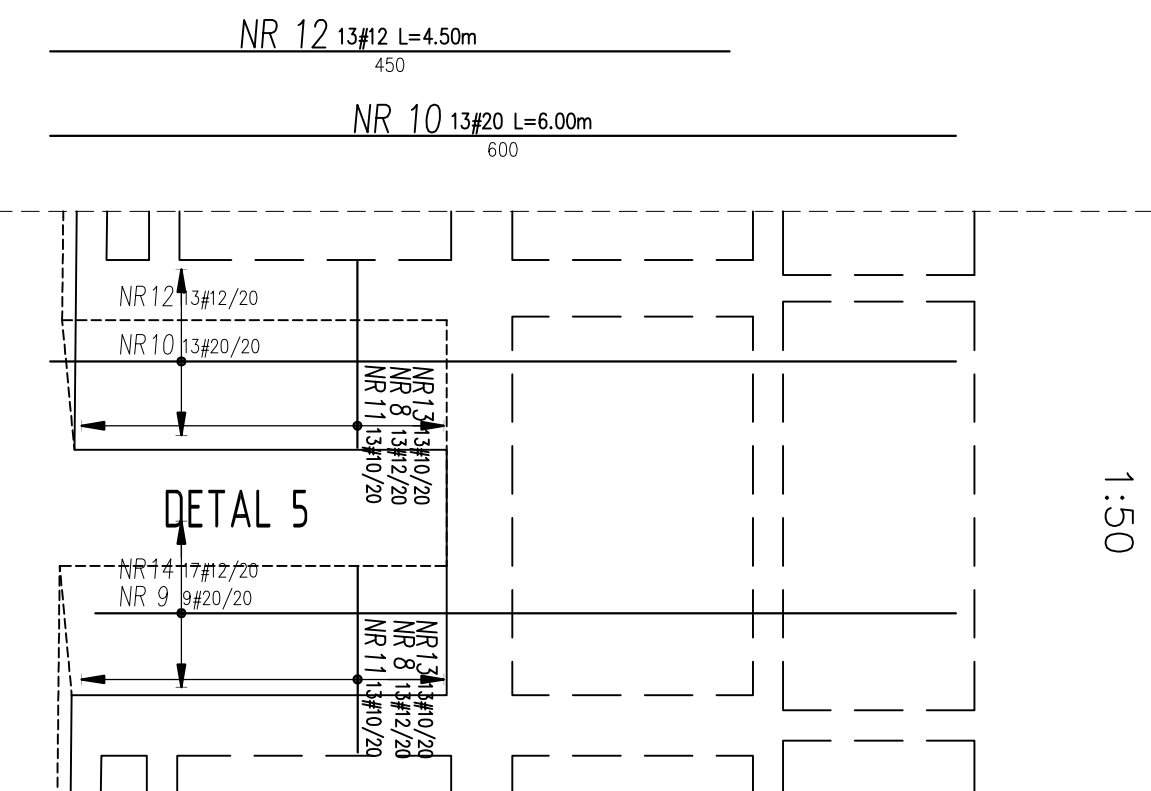 NR 12 13#12 L=4.50m
450
NR 10 13#20 L=6.00m
600
NR12 13#12/20
NR10 13#20/20
NR13 13#10/20
NR 8 13#12/20
NR11 13#10/20
DETAL 5
1:50
NR14 17#12/20
NR 9 9#20/20
NR13 13#10/20
NR 8 13#12/20
NR11 13#10/20